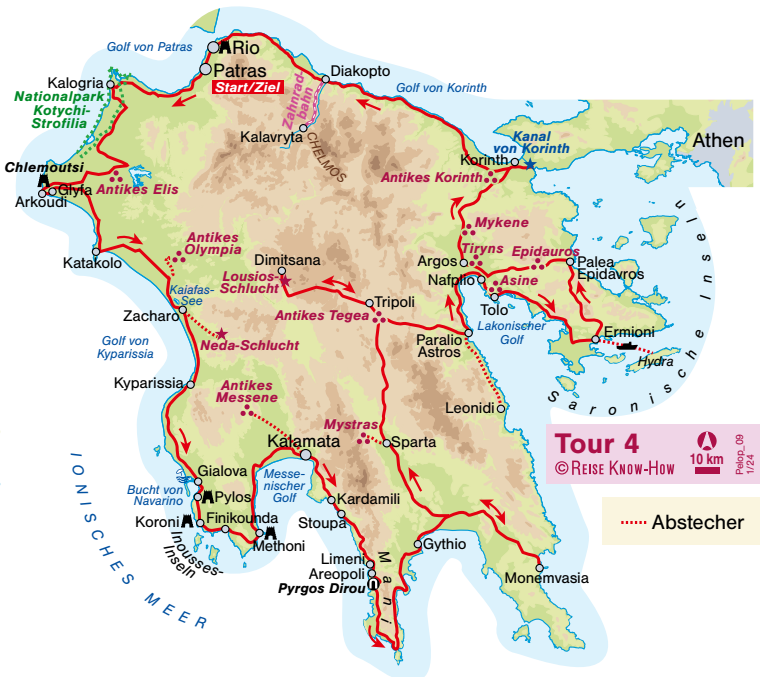 Golf von Patras
Rio
Patras
Start/Ziel
Diakopto
Golf von Korinth
Kalogria
Nationalpark
Kotychi-
Strofilia
Zahnrad-
bahn
Kalavryta
CHELMOS
Kanal
von Korinth
Athen
Korinth
Antikes Korinth
Chlemoutsi
Glyfa
Arkoudi
Antikes Elis
Mykene
Tiryns
Epidauros
Argos
Palea
Epidavros
Nafplio
Asine
Tolo
Antikes
Olympia
Dimitsana
Lousios-
Schlucht
Katakolo
Kaiafas-
See
Zacharo
Tripoli
Antikes Tegea
Neda-Schlucht
Lakonischer
Golf
Paralio
Astros
Ermioni
Hydra
Saronische Inseln
Golf von
Kyparissia
Kyparissia
Antikes
Messene
Leonidi
Mystras
Sparta
Kalamata
Tour 4
© REISE KNOW-HOW
10 km
Pelop_09
1/24
Gialova
Messe-
nischer
Golf
Bucht von
Navarino
Pylos
Kardamili
Stoupa
Koroni
Finikounda
Methoni
Inousses-
Inseln
Abstecher
Gythio
Limeni
Areopoli
Pyrgos Dirou
Mani
Monemvasia
IONISCHES MEER